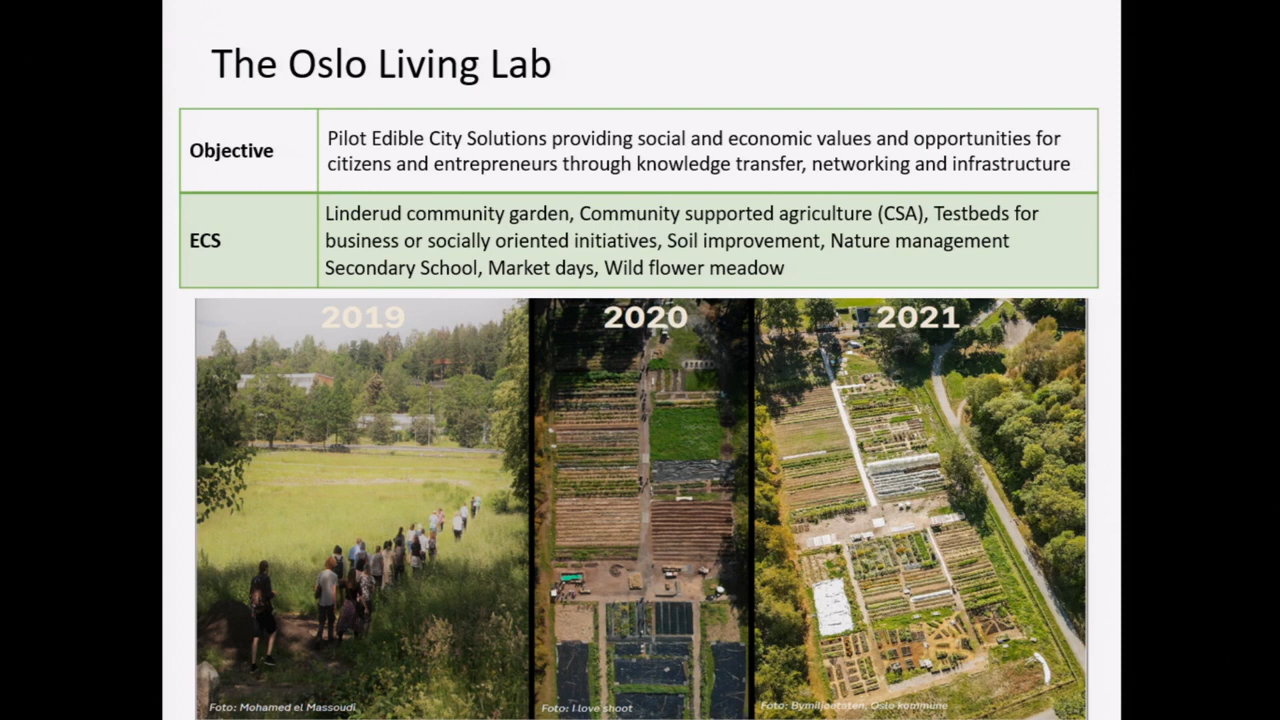 The Oslo Living Lab
Objective
Pilot Edible City Solutions providing social and economic values and opportunities for
citizens and entrepreneurs through knowledge transfer, networking and infrastructure
ECS
Linderud community garden, Community supported agriculture (CSA), Testbeds for
business or socially oriented initiatives, Soil improvement, Nature management
Secondary School, Market days, Wild flower meadow
2019
2020
2021
Foto: Mohamed el Massoudi
Foto: I love shoot
Foto: Bymiljøetaten, Oslo kommune